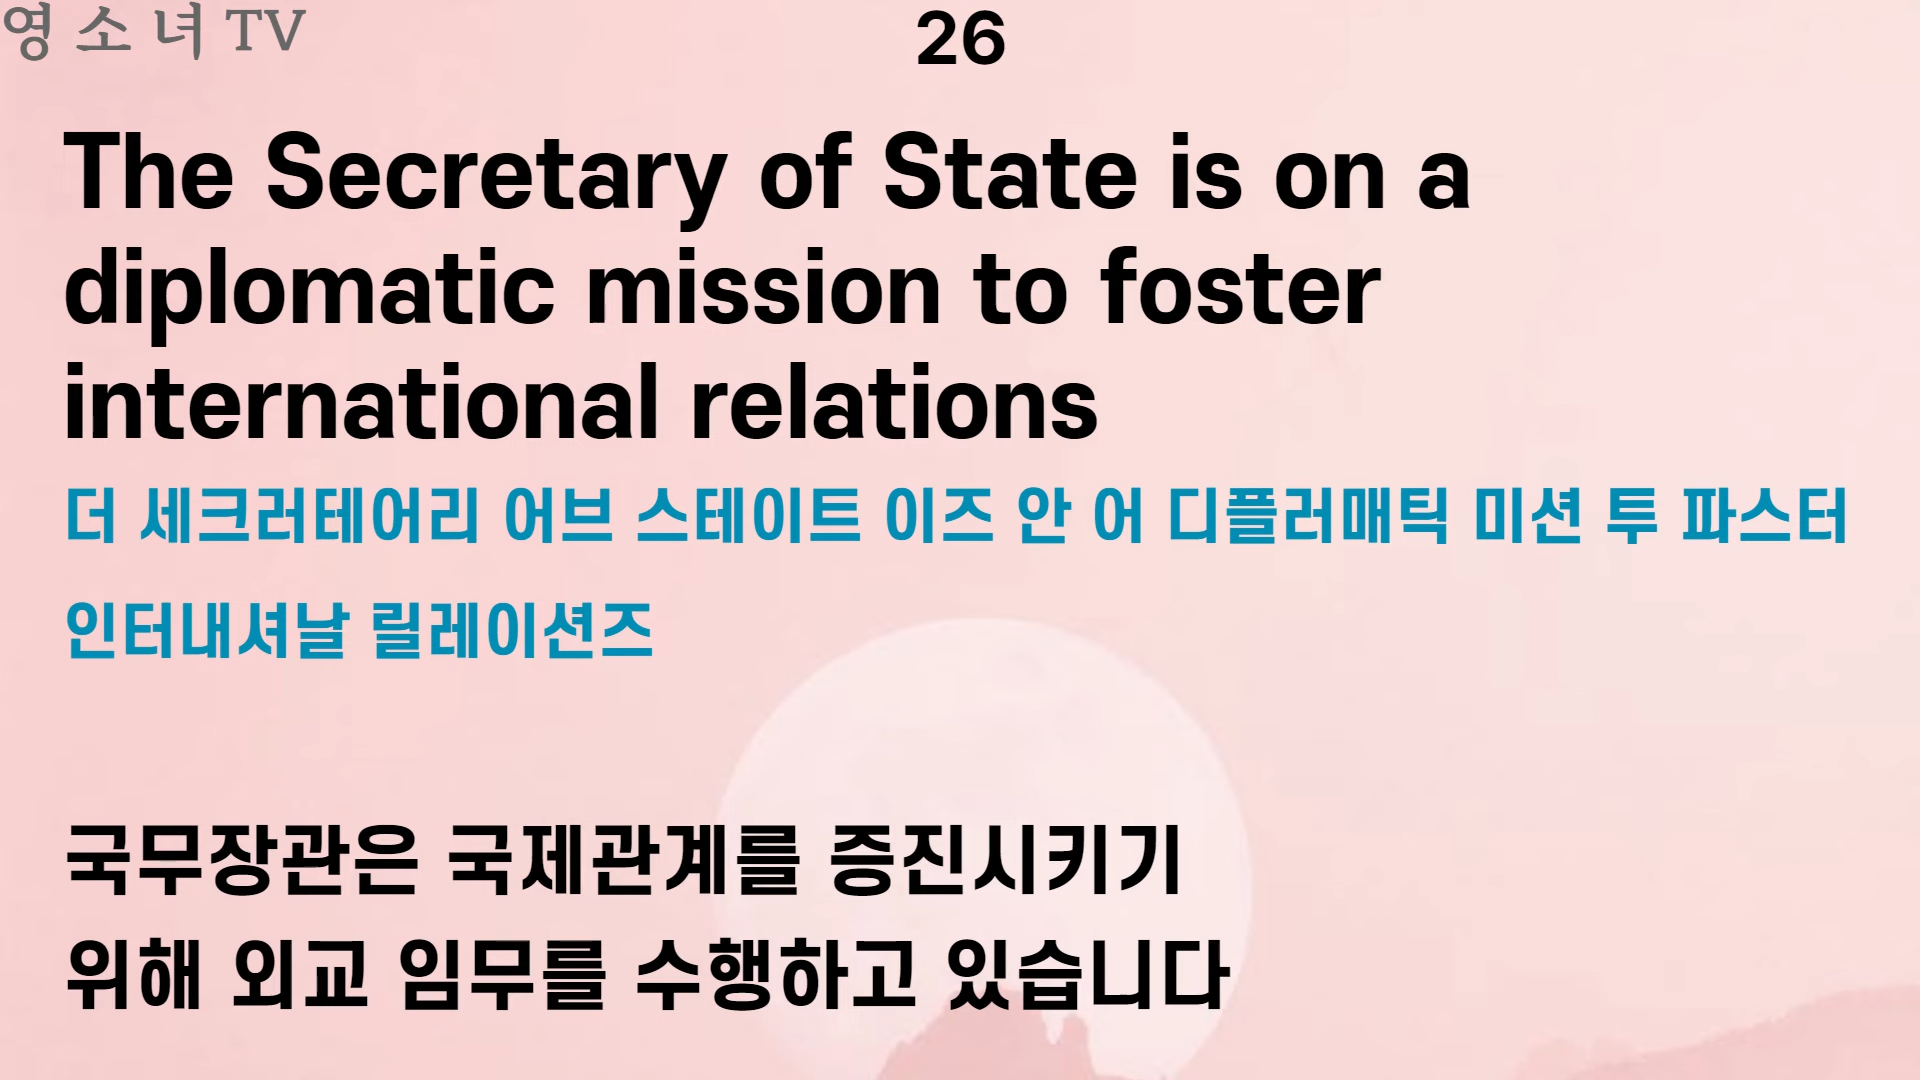 영소녀TV
26
The Secretary of State is on a
diplomatic mission to foster
international relations
더 세크러테어리 어브 스테이트 이즈 안 어 디플러매틱 미션 투 파스터
인터내셔날 릴레이션즈
국무장관은 국제관계를 증진시키기
위해 외교 임무를 수행하고 있습니다